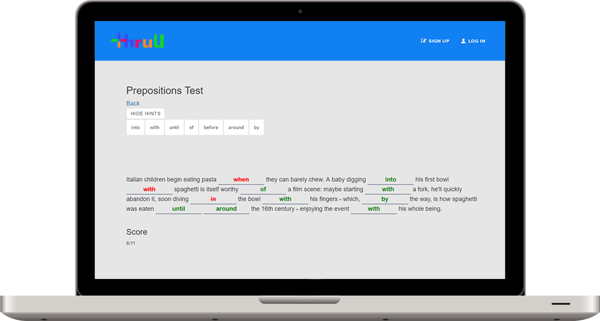 Thrull
SIGN UP LOG IN
Prepositions Test
Back
HIDE HINTS
into with until of before around by
Italian children begin eating pasta when they can barely chew. A baby digging into his first bowl
with spaghetti is itself worthy of a film scene: maybe starting with a fork, he'll quickly
abandon it, soon diving in the bowl with his fingers - which, by the way, is how spaghetti
was eaten until around the 16th century - enjoying the event with his whole being.
Score
8/11